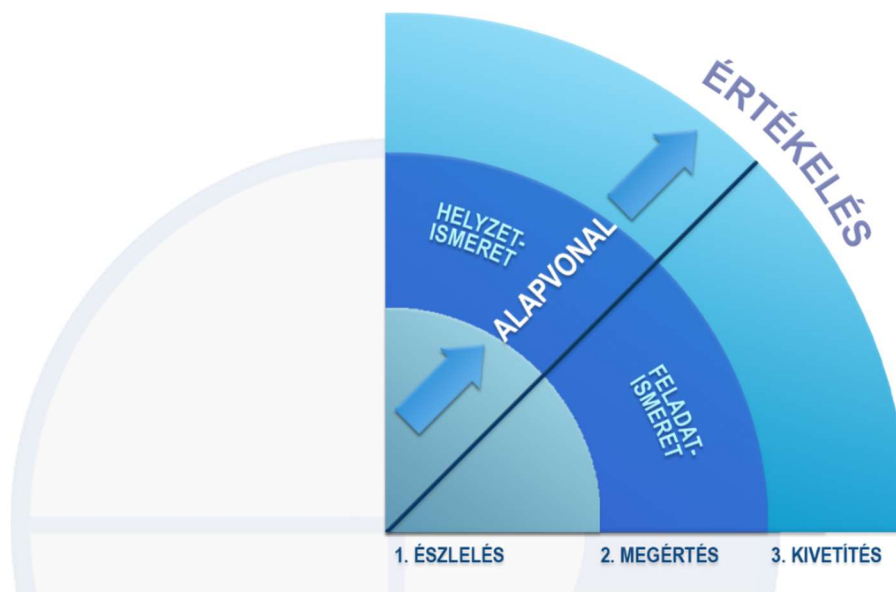 ÉRTÉKELÉS
HELYZET-
ISMERET
ALAPVONAL
FELADAT-
ISMERET
1. ÉSZLELÉS
2. MEGÉRTÉS
3. KIVETÍTÉS